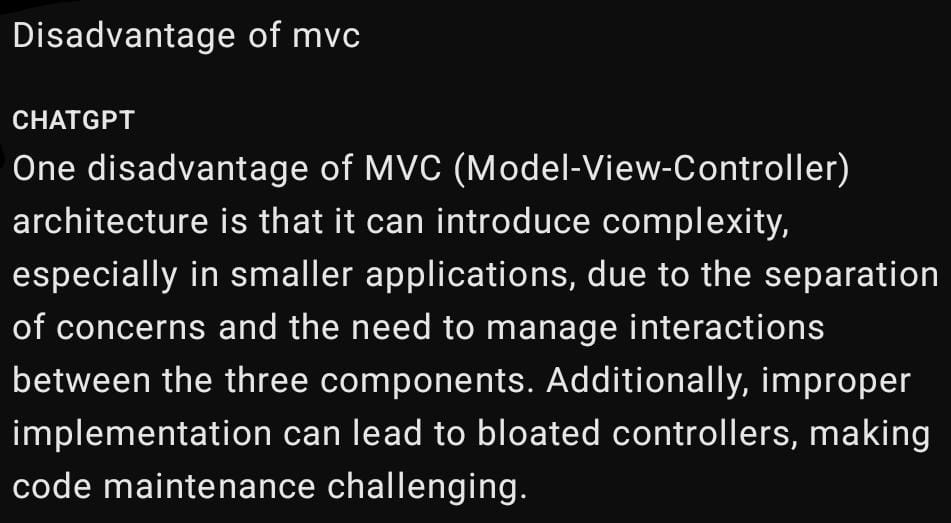 Disadvantage of mvc
CHATGPT
One disadvantage of MVC (Model-View-Controller)
architecture is that it can introduce complexity,
especially in smaller applications, due to the separation
of concerns and the need to manage interactions
between the three components. Additionally, improper
implementation can lead to bloated controllers, making
code maintenance challenging.